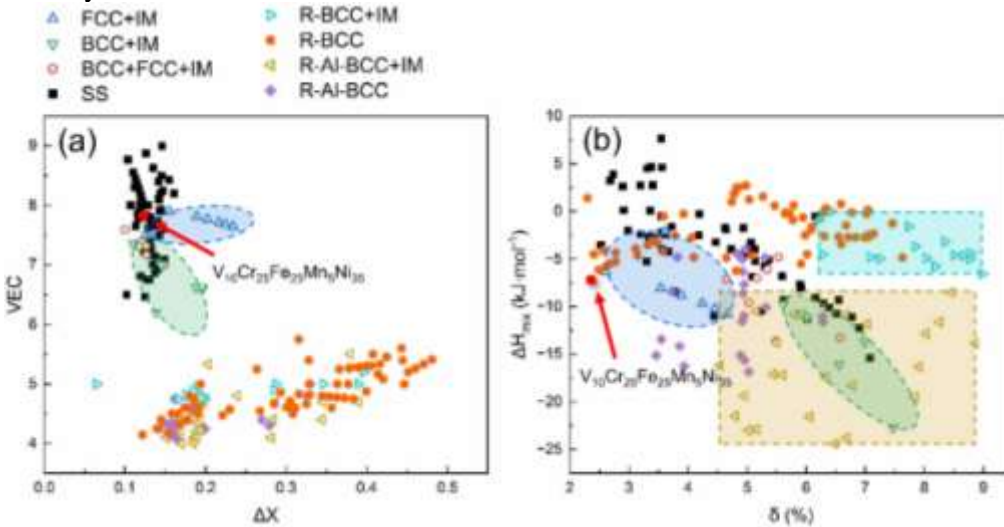 FCC+IM
BCC+IM
BCC+FCC+IM
SS
R-BCC+IM
R-BCC
R-Al-BCC+IM
R-Al-BCC
(a)
VEC
9
8
7
6
5
4
0.0 0.1 0.2 0.3 0.4 0.5
ΔX
V10Cr25Fe25Mn5Ni35
(b)
ΔHmix (kJ·mol-1)
10
5
0
−5
−10
−15
−20
−25
2 3 4 5 6 7 8 9
δ (%)
V10Cr25Fe25Mn5Ni35